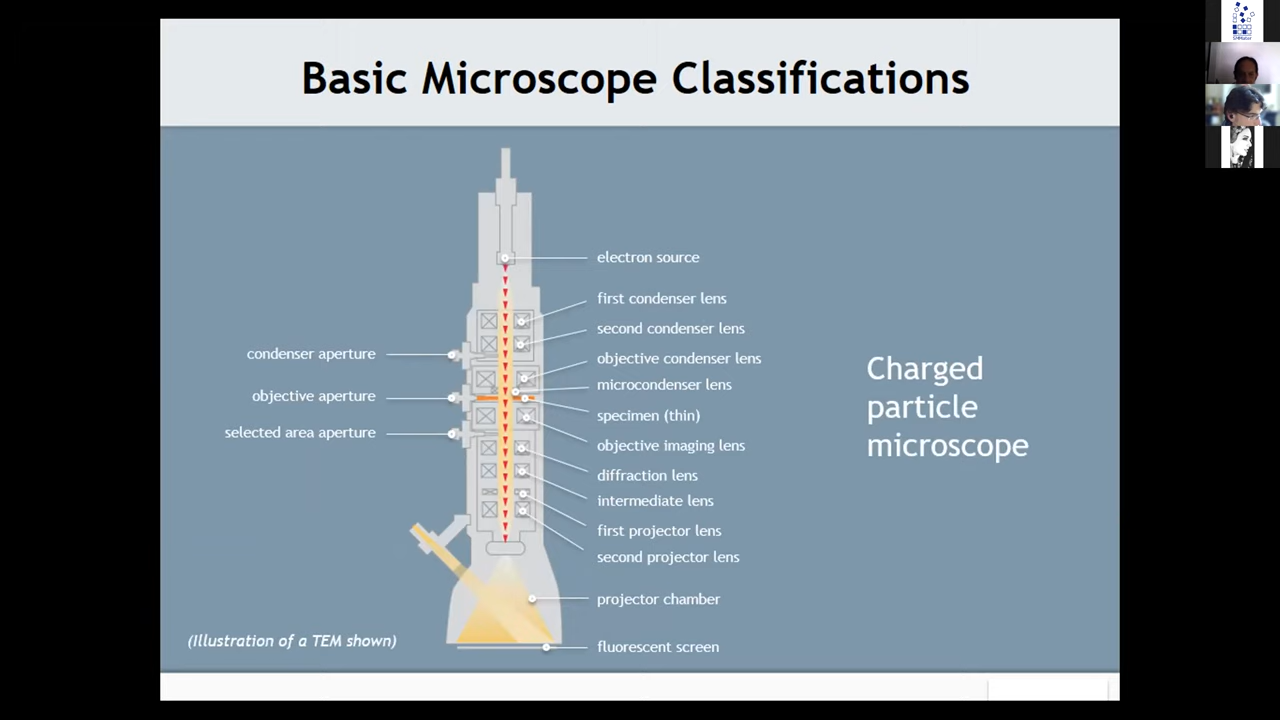 Basic Microscope Classifications
electron source
first condenser lens
second condenser lens
condenser aperture
objective condenser lens
microcondenser lens
objective aperture
specimen (thin)
selected area aperture
objective imaging lens
diffraction lens
intermediate lens
first projector lens
second projector lens
projector chamber
fluorescent screen
Charged
particle
microscope
(Illustration of a TEM shown)